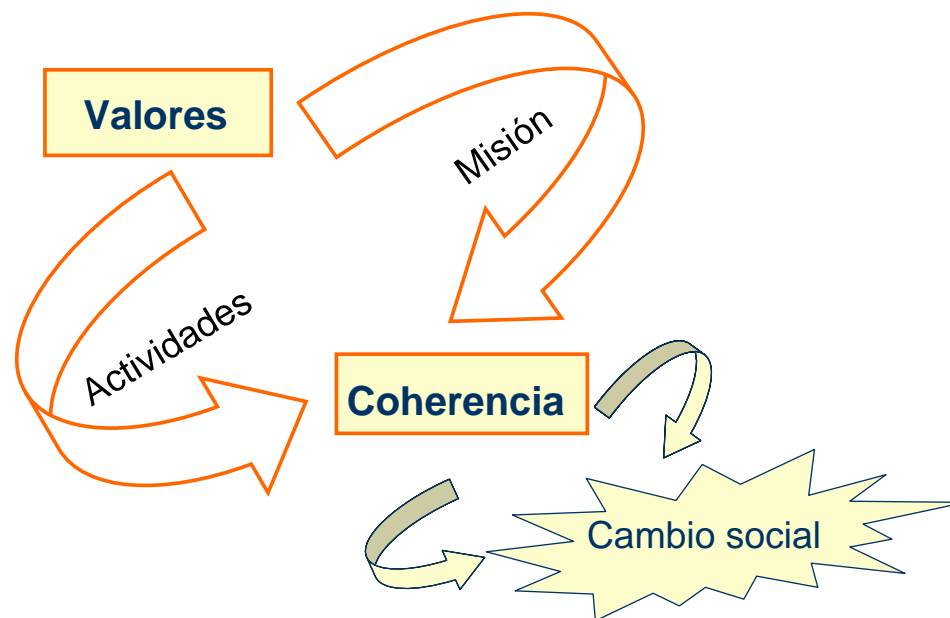 Valores
Misión
Actividades
Coherencia
Cambio social